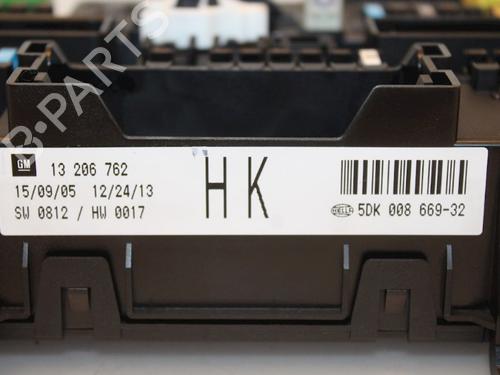 B-PARTS
GM 13 206 762
15/09/05 12/24/13
SW 0812 / HW 0017
HK
HELLA 5DK 008 669-32